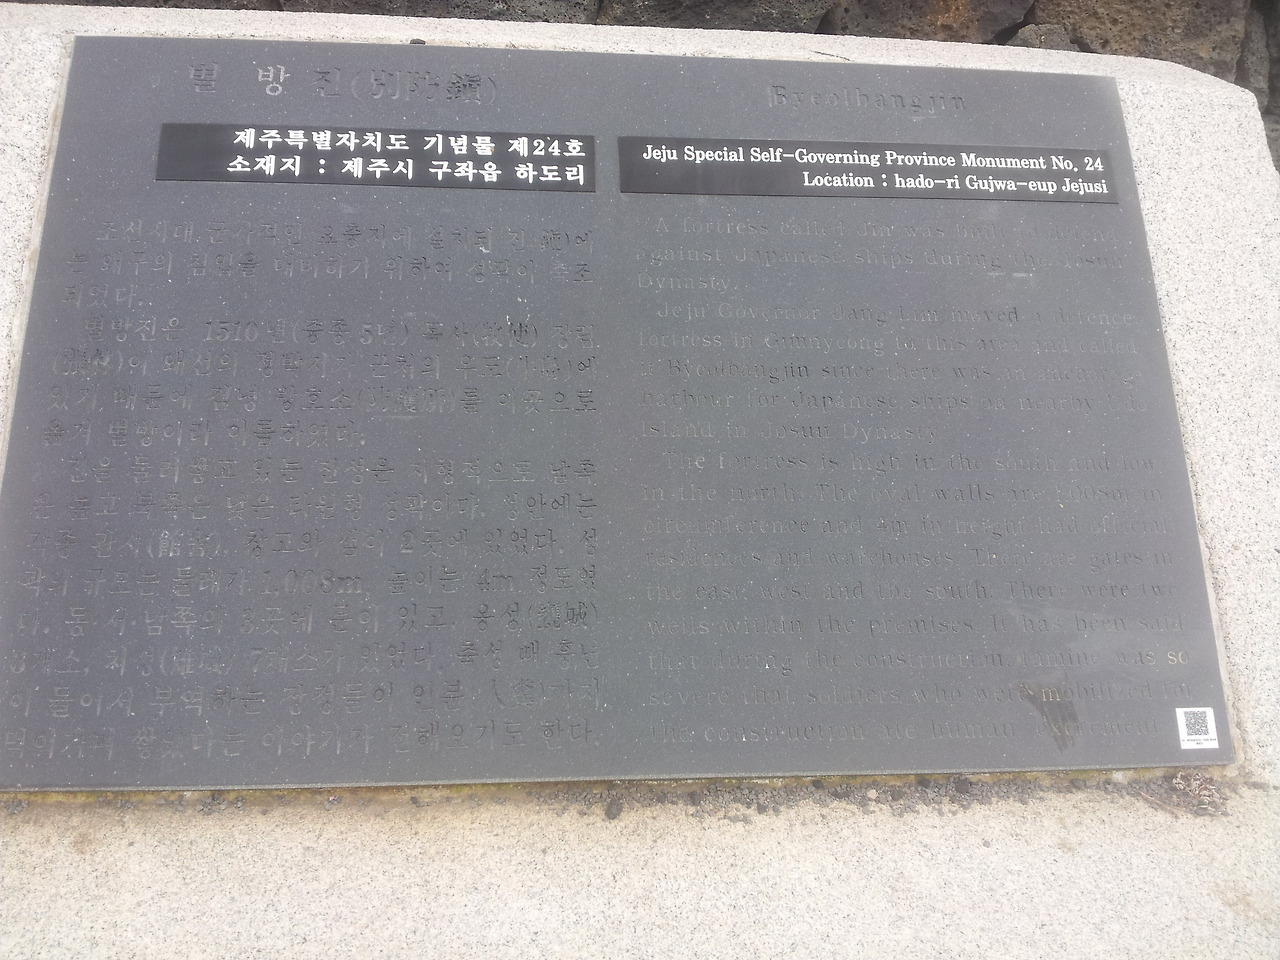 별 방 진(別防鎭)
제주특별자치도 기념물 제24호
소재지 : 제주시 구좌읍 하도리
조선시대 군사적인 요충지에 설치된 진(鎭)에
는 왜구의 침입을 대비하기 위하여 성곽이 축조
되었다.
별방진은 1510년(중종 5년) 목사(牧使) 장림
이 왜선의 정박지가 근처의 우도에
있기 때문에 김녕 방호소(防護所)를 이곳으로
옮겨 별방이라 이름하였다.
진을 둘러쌓고 있는 진성은 지형적으로 남쪽
은 높고 북쪽은 낮은 타원형 성곽이다. 성안에는
각종 관사(館舍), 창고와 샘이 2곳에 있었다. 성
곽의 규모는 둘레가 1,008m, 높이는 4m 정도였
다. 동·서·남쪽의 3곳에 문이 있고, 옹성
3개소, 치성 7개소가 있었다. 축성 때 흉년
이 들어서 부역하는 장정들이 인분 까지
먹어가며 쌓았다는 이야기가 전해오기도 한다.
Byeolbangjin
Jeju Special Self-Governing Province Monument No. 24
Location : hado-ri Gujwa-eup Jejusi
A fortress called Jin was built to defend
against Japanese ships during the Josun
Dynasty.
Jeju Governor Jang Lim moved a defence
fortress in Gimnyeong to this area and called
it Byeolbangjin since there was an anchorage
harbour for Japanese ships on nearby Udo
Island in Josun Dynasty.
The fortress is high in the south and low
in the north. The oval walls are 1,008m in
circumference and 4m in height, had official
residences and warehouses. There are gates in
the east, west and the south. There were two
wells within the premises. It has been said
that during the construction, famine was so
severe that soldiers who were mobilized for
the construction ate human excrement.